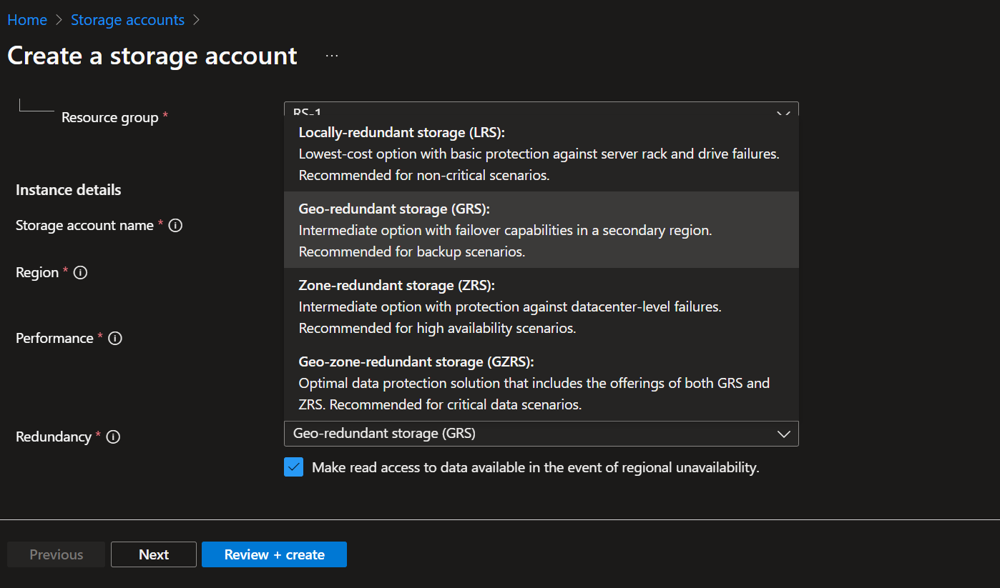 Home > Storage accounts >
Create a storage account ...
Resource group *
RS-1
Locally-redundant storage (LRS):
Lowest-cost option with basic protection against server rack and drive failures.
Recommended for non-critical scenarios.
Instance details
Geo-redundant storage (GRS):
Storage account name *
Intermediate option with failover capabilities in a secondary region.
Recommended for backup scenarios.
Region *
Zone-redundant storage (ZRS):
Intermediate option with protection against datacenter-level failures.
Recommended for high availability scenarios.
Performance *
Geo-zone-redundant storage (GZRS):
Optimal data protection solution that includes the offerings of both GRS and
ZRS. Recommended for critical data scenarios.
Redundancy *
Geo-redundant storage (GRS)
Make read access to data available in the event of regional unavailability.
Previous
Next
Review + create